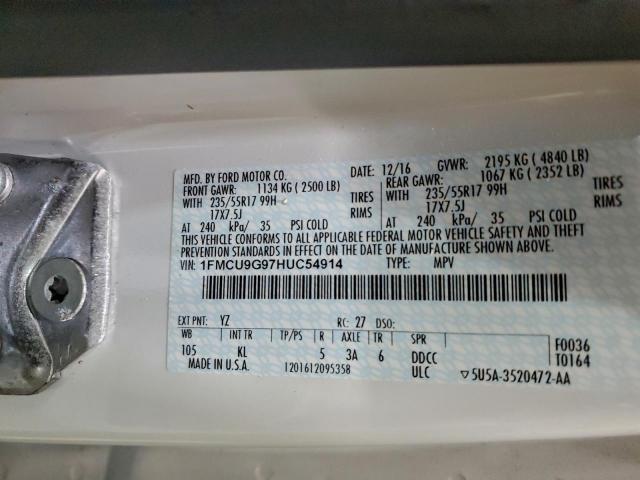 MFD. BY FORD MOTOR CO. 12/16 GVWR: 2195 KG ( 4840 LB)
FRONT GAWR: 1134 KG ( 2500 LB) REAR GAWR: 1067 KG ( 2352 LB)
WITH 235/55R17 99H TIRES WITH 235/55R17 99H TIRES
17X7.5J RIMS 17X7.5J RIMS
AT 240 kPa/ 35 PSI COLD AT 240 kPa/ 35 PSI COLD
THIS VEHICLE CONFORMS TO ALL APPLICABLE FEDERAL MOTOR VEHICLE SAFETY AND THEFT
PREVENTION STANDARDS IN EFFECT ON THE DATE OF MANUFACTURE SHOWN ABOVE.
VIN: 1FMCU9G97HUC54914 TYPE: MPV
EXT PNT: YZ RC: 27 DSO:
WB INT TR TP/PS R AXLE TR SPR F0036
105 KL 5 3A 6 DDCC T0164
MADE IN U.S.A. 1201612095358 ULC ▽5U5A-3520472-AA